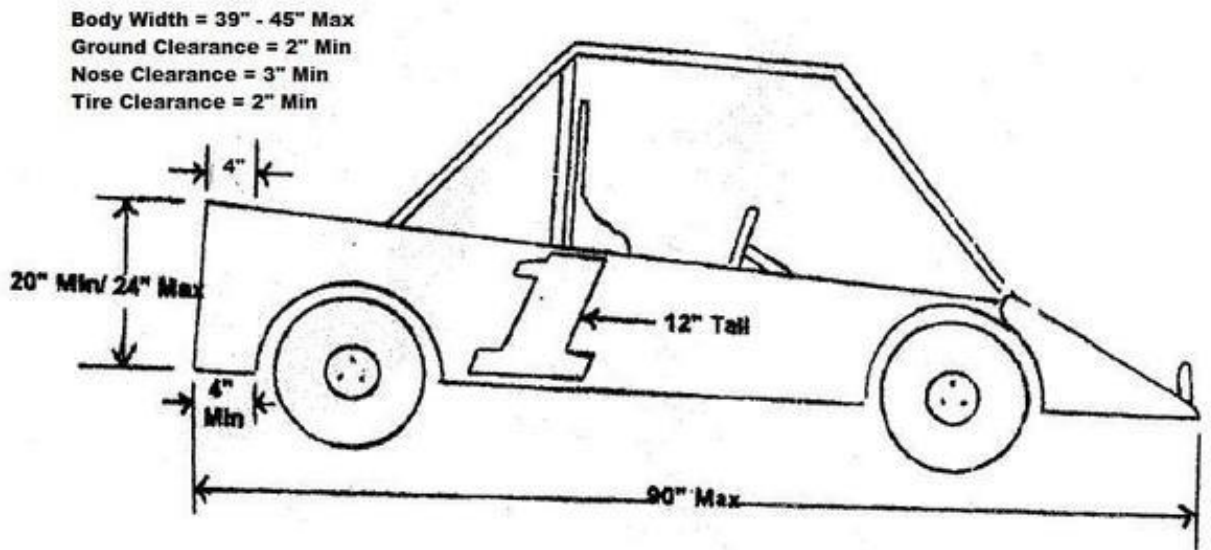 Body Width = 39" - 45" Max
Ground Clearance = 2" Min
Nose Clearance = 3" Min
Tire Clearance = 2" Min
4"
20" Min/ 24" Max
1
12" Tall
4"
Min
90" Max